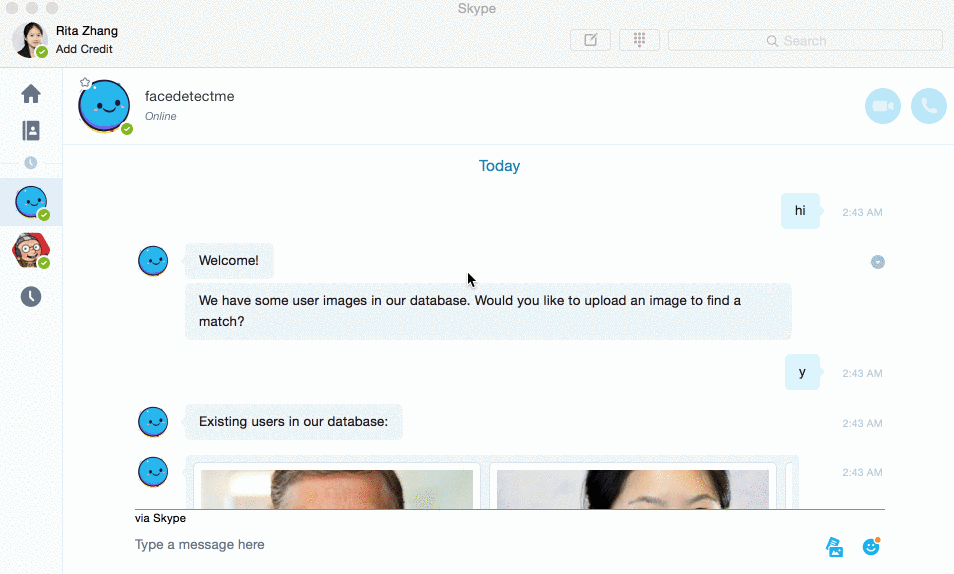 Skype
Rita Zhang
Add Credit
Search
facedetectme
Online
Today
hi
2:43 AM
Welcome!
We have some user images in our database. Would you like to upload an image to find a
match?
y
2:43 AM
Existing users in our database:
2:43 AM
2:43 AM
via Skype
Type a message here